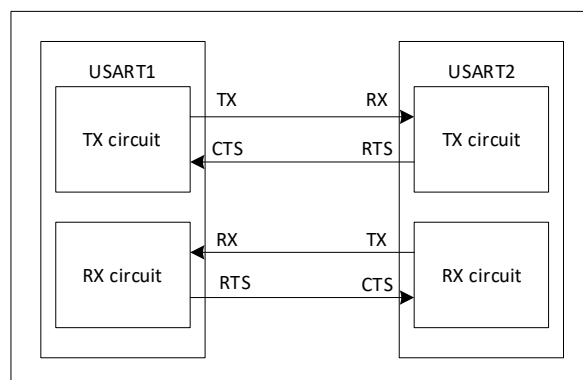 USART1 USART2
TX RX
TX circuit TX circuit
CTS RTS
RX TX
RX circuit RX circuit
RTS CTS